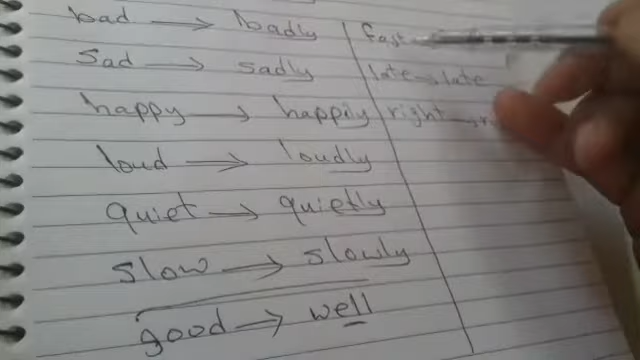 bad → badly
sad → sadly
happy → happily
loud → loudly
quiet → quietly
slow → slowly
good → well
fast →
late → late
right →